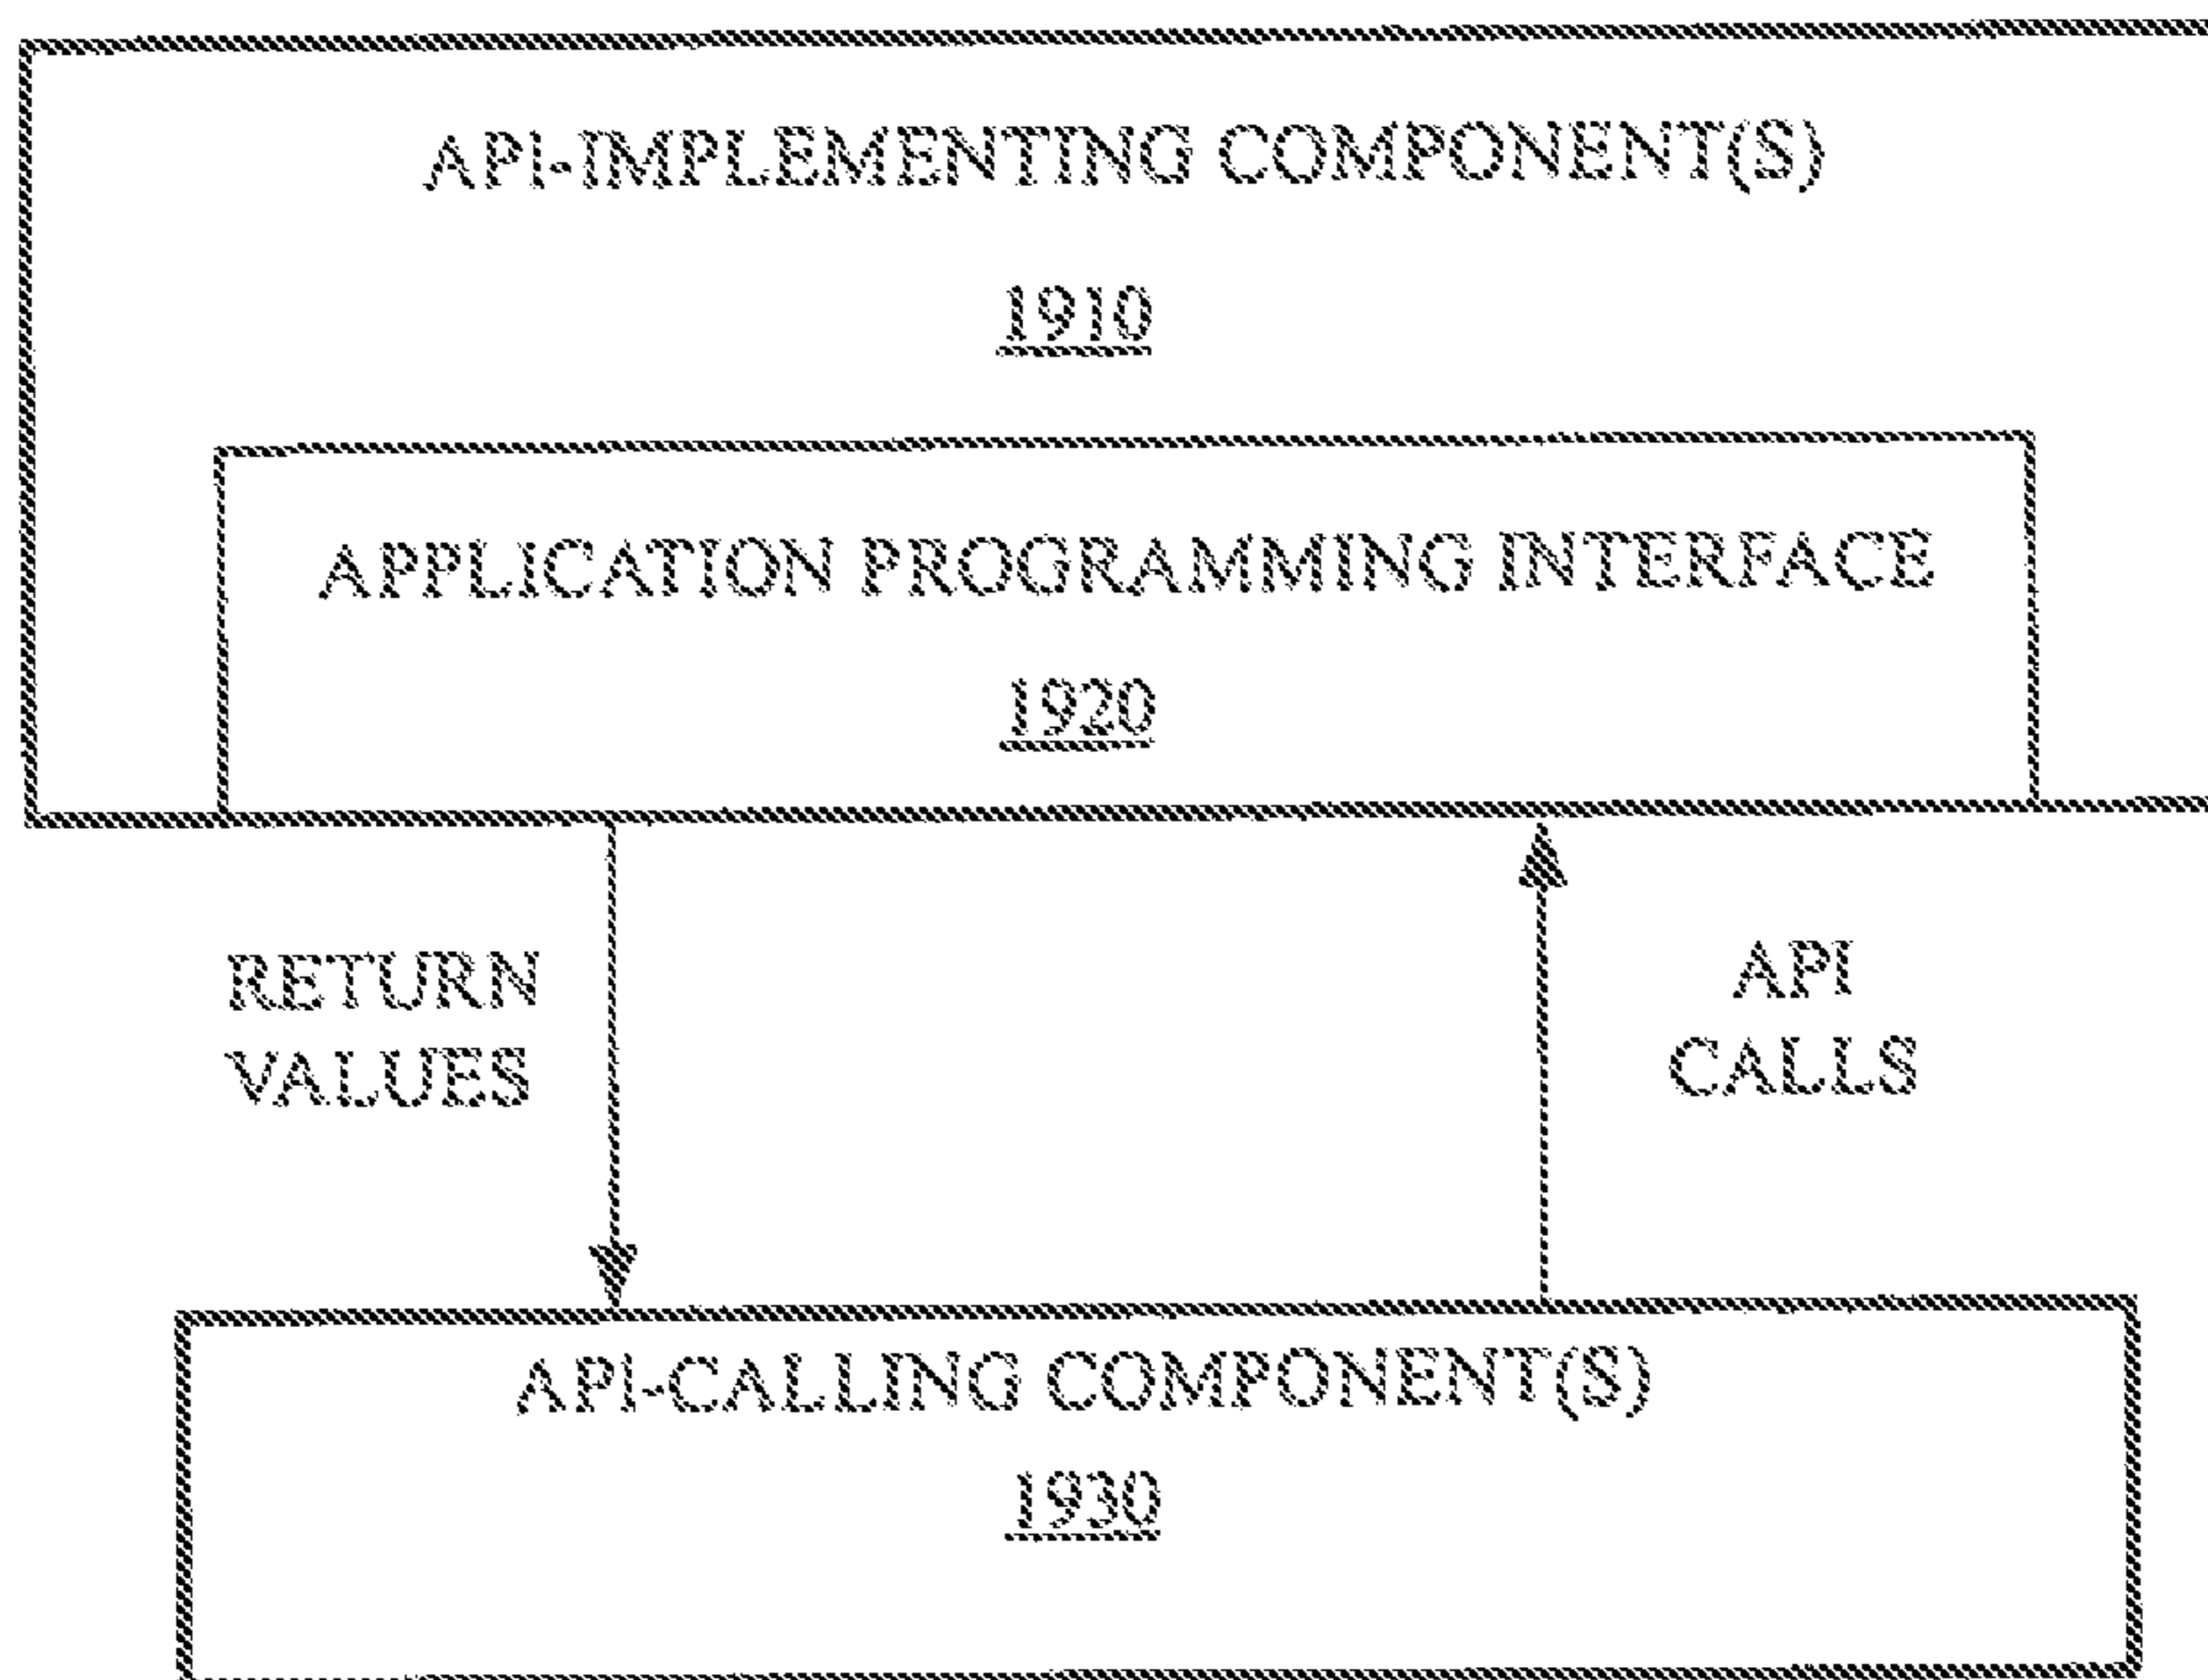 API-IMPLEMENTING COMPONENT(S)
1910
APPLICATION PROGRAMMING INTERFACE
1920
RETURN
VALUES
API
CALLS
API-CALLING COMPONENT(S)
1930